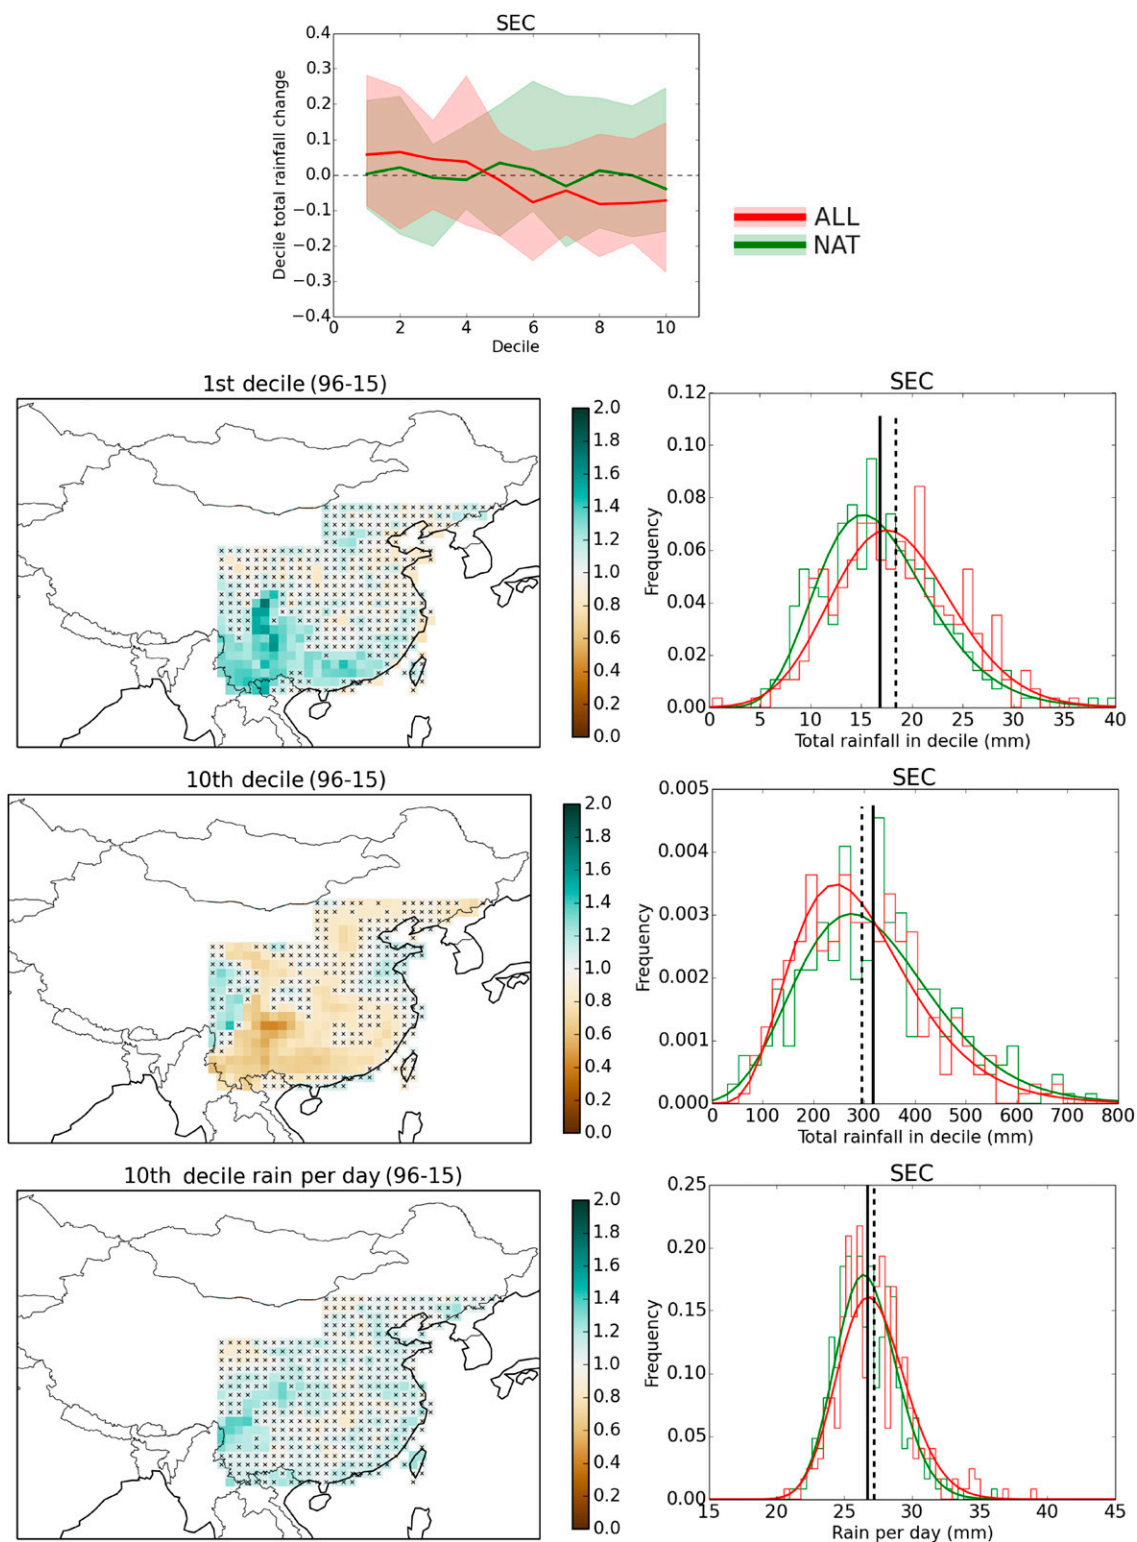 SEC
0.4
0.3
0.2
0.1
0.0
−0.1
−0.2
−0.3
−0.4
Decile total rainfall change
0 2 4 6 8 10
Decile
ALL
NAT
1st decile (96-15)
2.0
1.8
1.6
1.4
1.2
1.0
0.8
0.6
0.4
0.2
0.0
SEC
0.12
0.10
0.08
0.06
0.04
0.02
0.00
Frequency
0 5 10 15 20 25 30 35 40
Total rainfall in decile (mm)
10th decile (96-15)
2.0
1.8
1.6
1.4
1.2
1.0
0.8
0.6
0.4
0.2
0.0
SEC
0.005
0.004
0.003
0.002
0.001
0.000
Frequency
0 100 200 300 400 500 600 700 800
Total rainfall in decile (mm)
10th decile rain per day (96-15)
2.0
1.8
1.6
1.4
1.2
1.0
0.8
0.6
0.4
0.2
0.0
SEC
0.25
0.20
0.15
0.10
0.05
0.00
Frequency
15 20 25 30 35 40 45
Rain per day (mm)